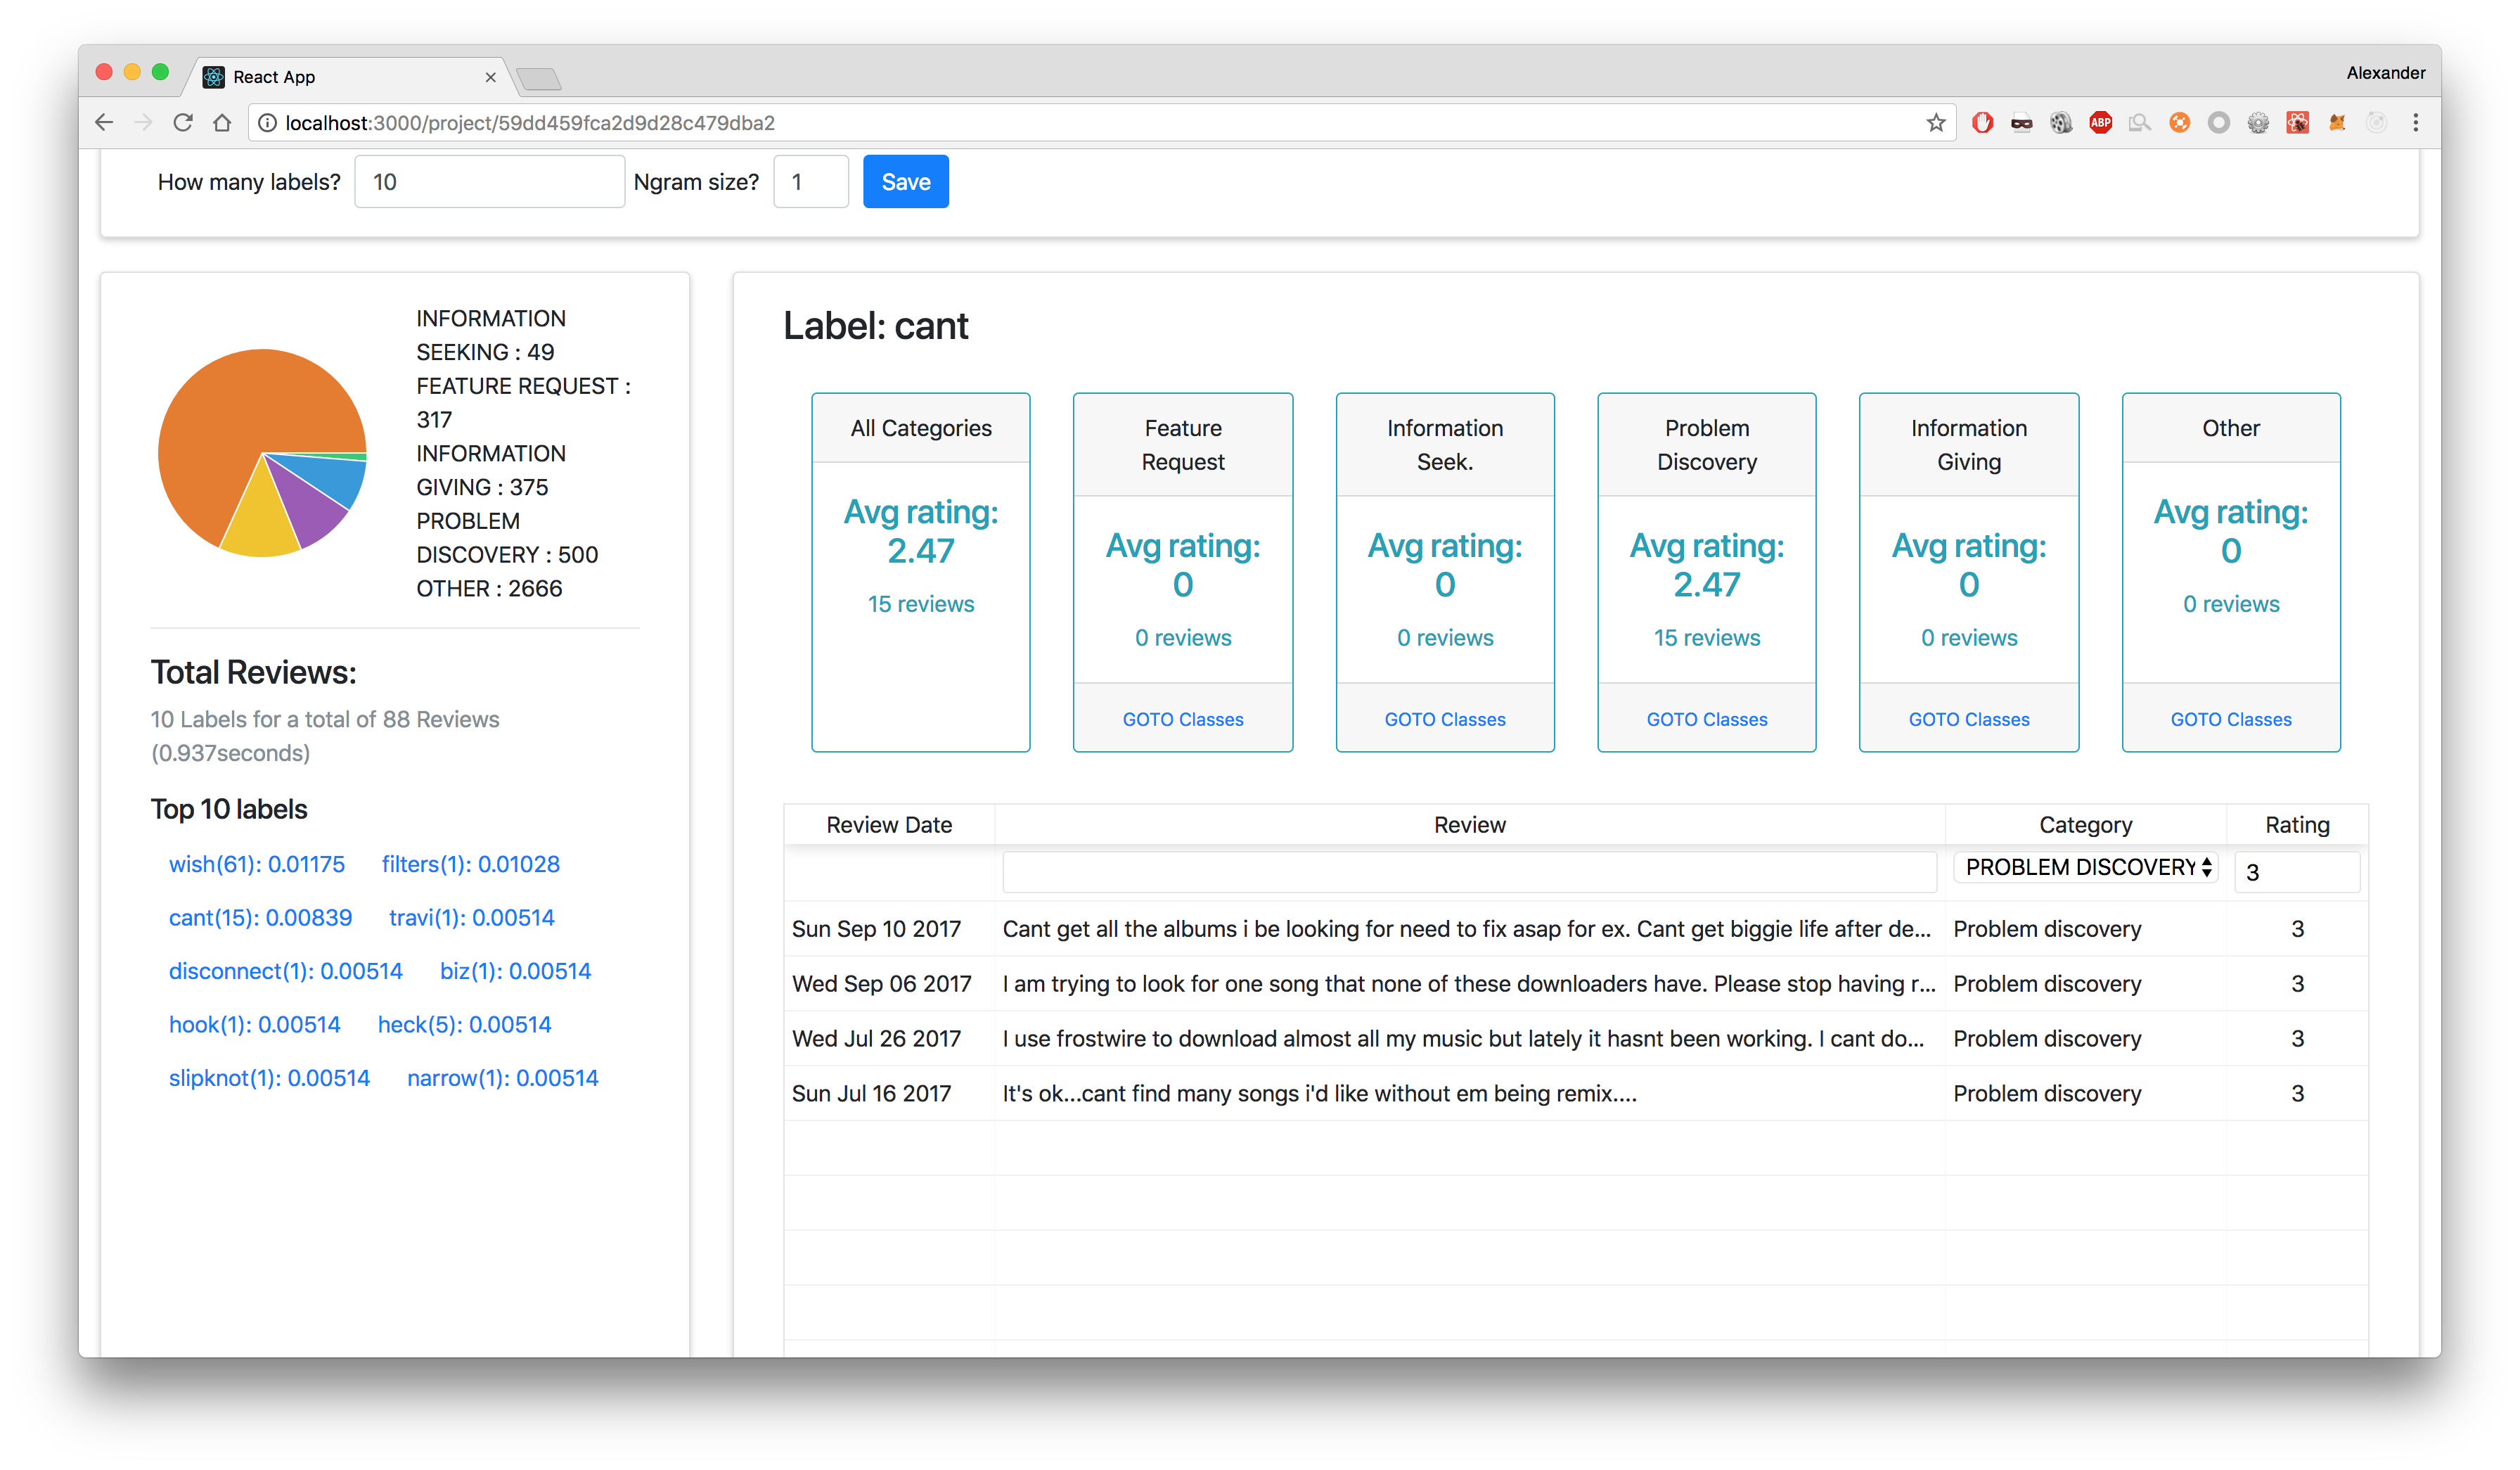 React App
Alexander
localhost:3000/project/59dd459fca2d9d28c479dba2
ABP
How many labels? 10 Ngram size? 1 Save
INFORMATION
SEEKING : 49
FEATURE REQUEST :
317
INFORMATION
GIVING : 375
PROBLEM
DISCOVERY : 500
OTHER : 2666
Total Reviews:
10 Labels for a total of 88 Reviews
(0.937seconds)
Top 10 labels
wish(61): 0.01175 filters(1): 0.01028
cant(15): 0.00839 travi(1): 0.00514
disconnect(1): 0.00514 biz(1): 0.00514
hook(1): 0.00514 heck(5): 0.00514
slipknot(1): 0.00514 narrow(1): 0.00514
Label: cant
All Categories
Avg rating:
2.47
15 reviews
Feature
Request
Avg rating:
0
0 reviews
GOTO Classes
Information
Seek.
Avg rating:
0
0 reviews
GOTO Classes
Problem
Discovery
Avg rating:
2.47
15 reviews
GOTO Classes
Information
Giving
Avg rating:
0
0 reviews
GOTO Classes
Other
Avg rating:
0
0 reviews
GOTO Classes
Review Date Review Category Rating
PROBLEM DISCOVERY 3
Sun Sep 10 2017 Cant get all the albums i be looking for need to fix asap for ex. Cant get biggie life after de... Problem discovery 3
Wed Sep 06 2017 I am trying to look for one song that none of these downloaders have. Please stop having r... Problem discovery 3
Wed Jul 26 2017 I use frostwire to download almost all my music but lately it hasnt been working. I cant do... Problem discovery 3
Sun Jul 16 2017 It's ok...cant find many songs i'd like without em being remix.... Problem discovery 3